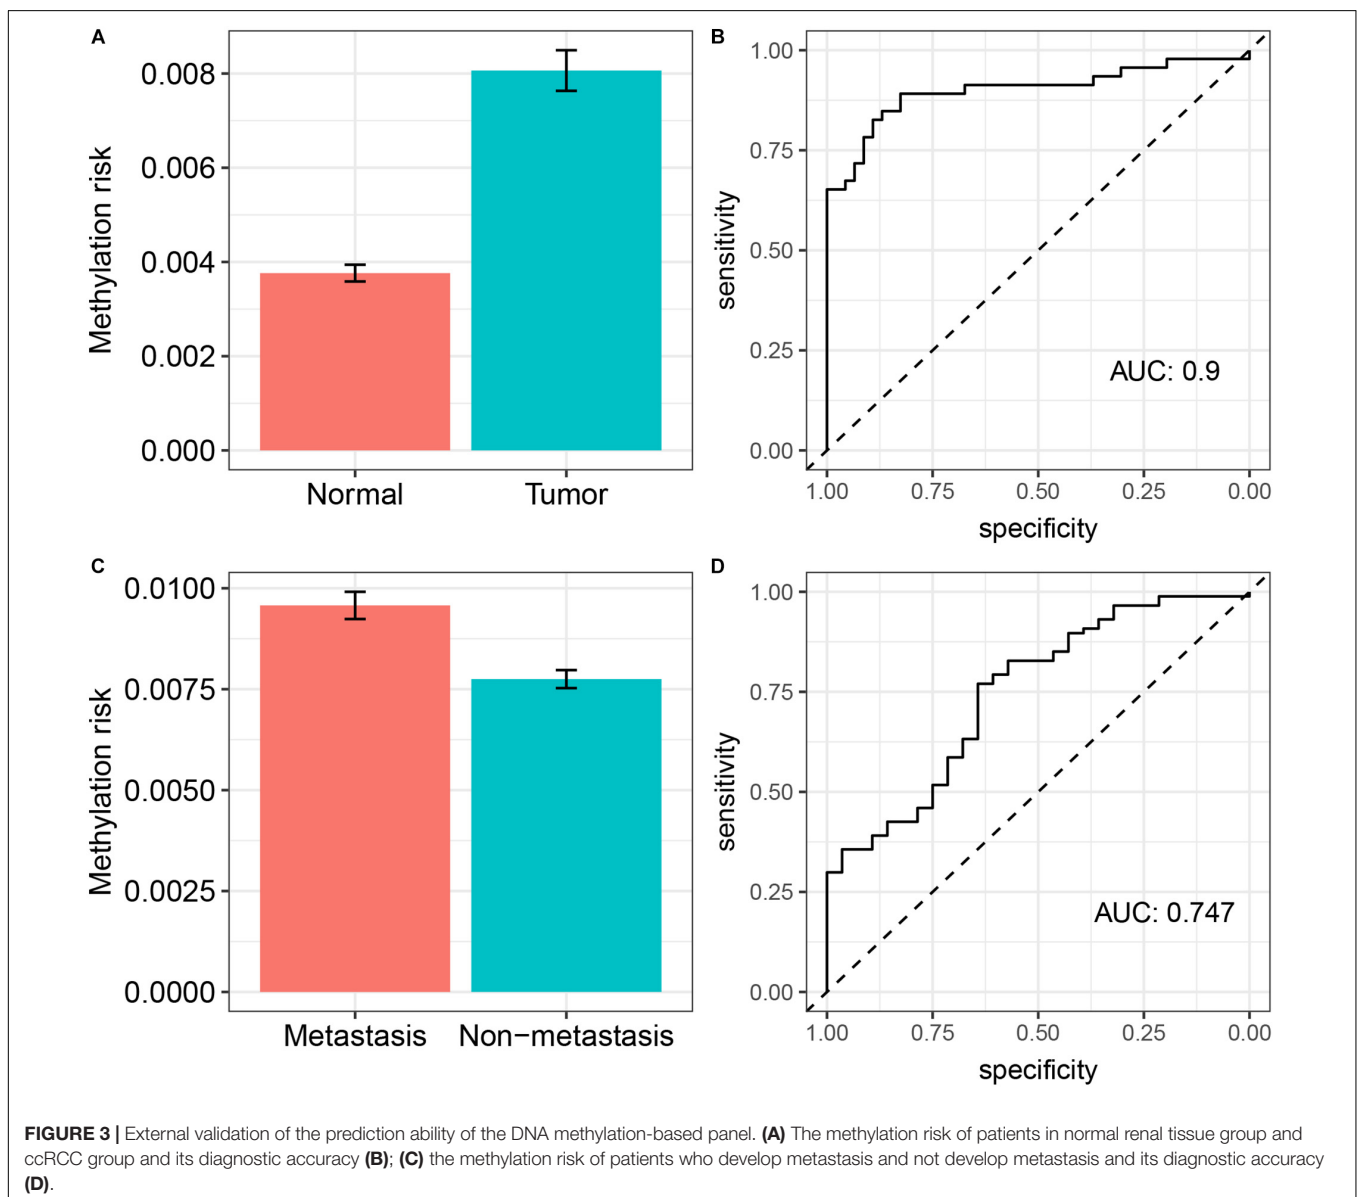 A
Methylation risk
0.008
0.006
0.004
0.002
0.000
Normal Tumor
B
sensitivity
1.00
0.75
0.50
0.25
0.00
AUC: 0.9
1.00 0.75 0.50 0.25 0.00
specificity
C
Methylation risk
0.0100
0.0075
0.0050
0.0025
0.0000
Metastasis Non−metastasis
D
sensitivity
1.00
0.75
0.50
0.25
0.00
AUC: 0.747
1.00 0.75 0.50 0.25 0.00
specificity
FIGURE 3 | External validation of the prediction ability of the DNA methylation-based panel. (A) The methylation risk of patients in normal renal tissue group and
ccRCC group and its diagnostic accuracy (B); (C) the methylation risk of patients who develop metastasis and not develop metastasis and its diagnostic accuracy
(D).